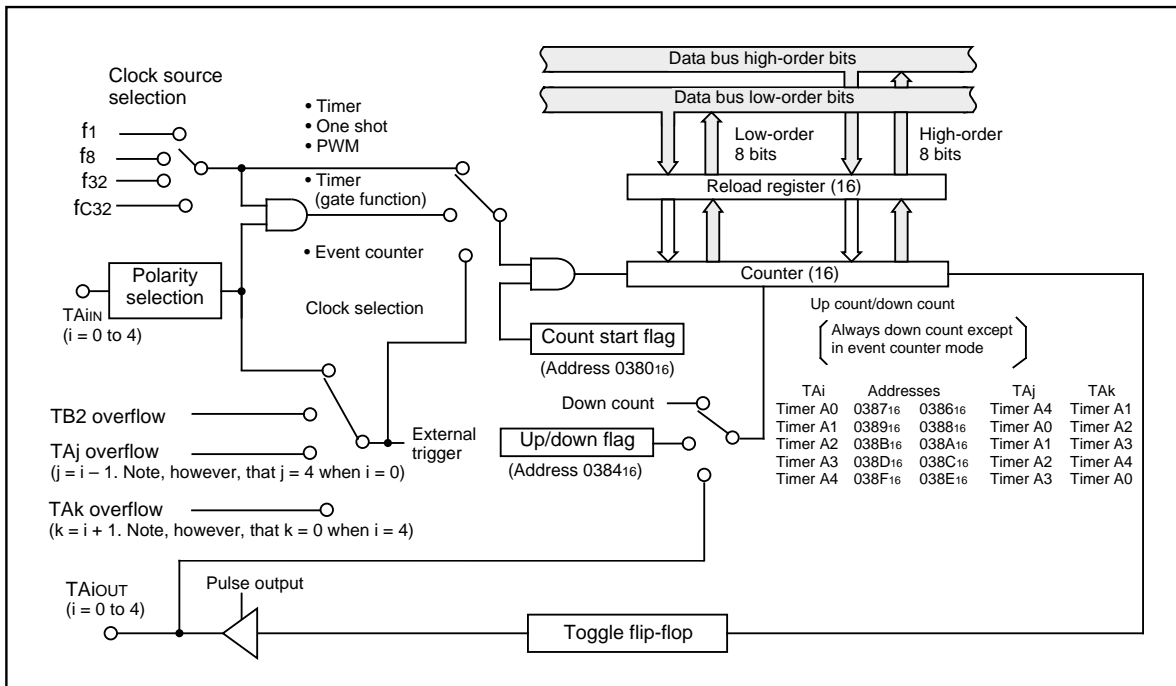 Data bus high-order bits
Data bus low-order bits
Clock source
selection
f1
f8
f32
fC32
• Timer
• One shot
• PWM
• Timer
(gate function)
• Event counter
Low-order
8 bits
High-order
8 bits
Reload register (16)
Counter (16)
Polarity
selection
TAiIN
(i = 0 to 4)
Clock selection
Up count/down count
Always down count except
in event counter mode
Count start flag
(Address 038016)
TB2 overflow
TAj overflow
(j = i – 1. Note, however, that j = 4 when i = 0)
TAk overflow
(k = i + 1. Note, however, that k = 0 when i = 4)
External
trigger
Down count
Up/down flag
(Address 038416)
TAi Addresses TAj TAk
Timer A0 038716 038616 Timer A4 Timer A1
Timer A1 038916 038816 Timer A0 Timer A2
Timer A2 038B16 038A16 Timer A1 Timer A3
Timer A3 038D16 038C16 Timer A2 Timer A4
Timer A4 038F16 038E16 Timer A3 Timer A0
TAiOUT
(i = 0 to 4)
Pulse output
Toggle flip-flop